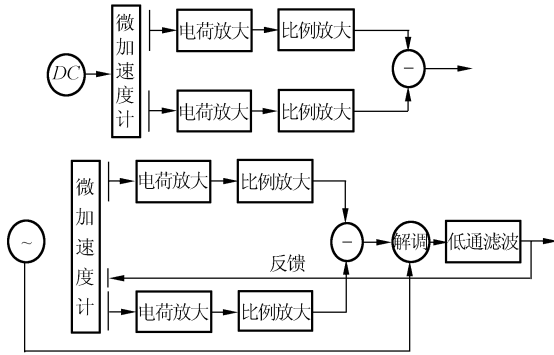 微加速度计
DC
电荷放大
比例放大
−
电荷放大
比例放大
微加速度计
~
电荷放大
比例放大
−
解调
低通滤波
反馈
电荷放大
比例放大